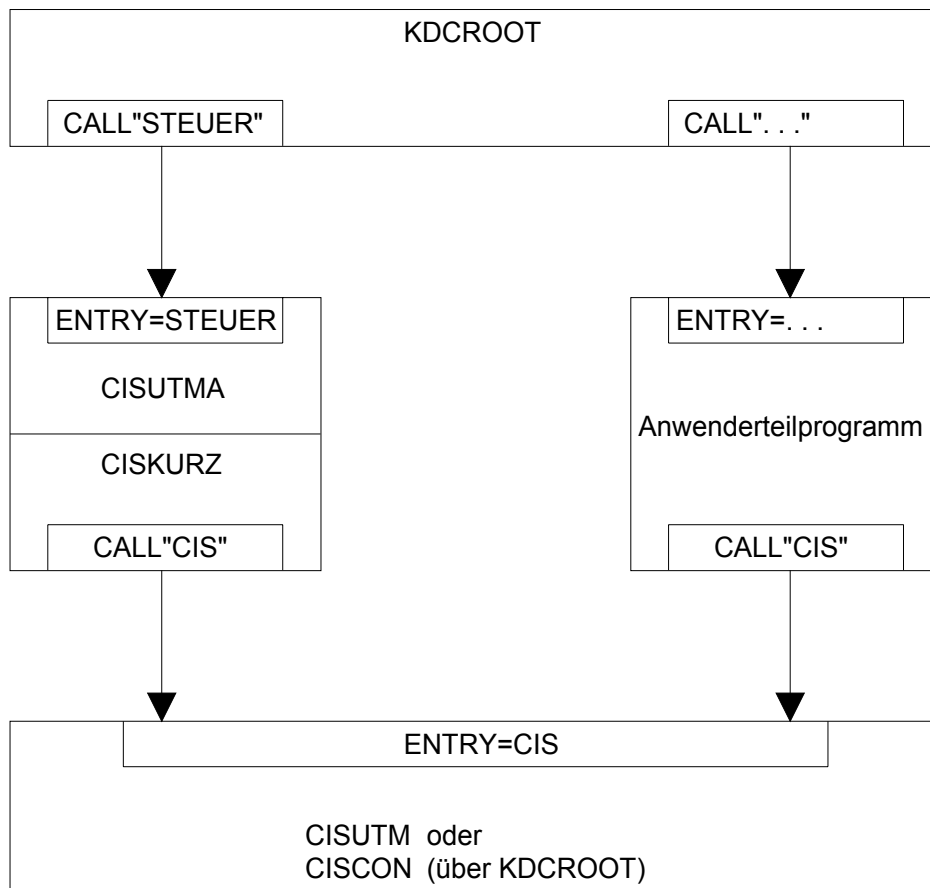 KDCROOT
CALL"STEUER"
CALL". . ."
ENTRY=STEUER
ENTRY=. . .
CISUTMA
Anwenderteilprogramm
CISKURZ
CALL"CIS"
CALL"CIS"
ENTRY=CIS
CISUTM oder
CISCON (über KDCROOT)